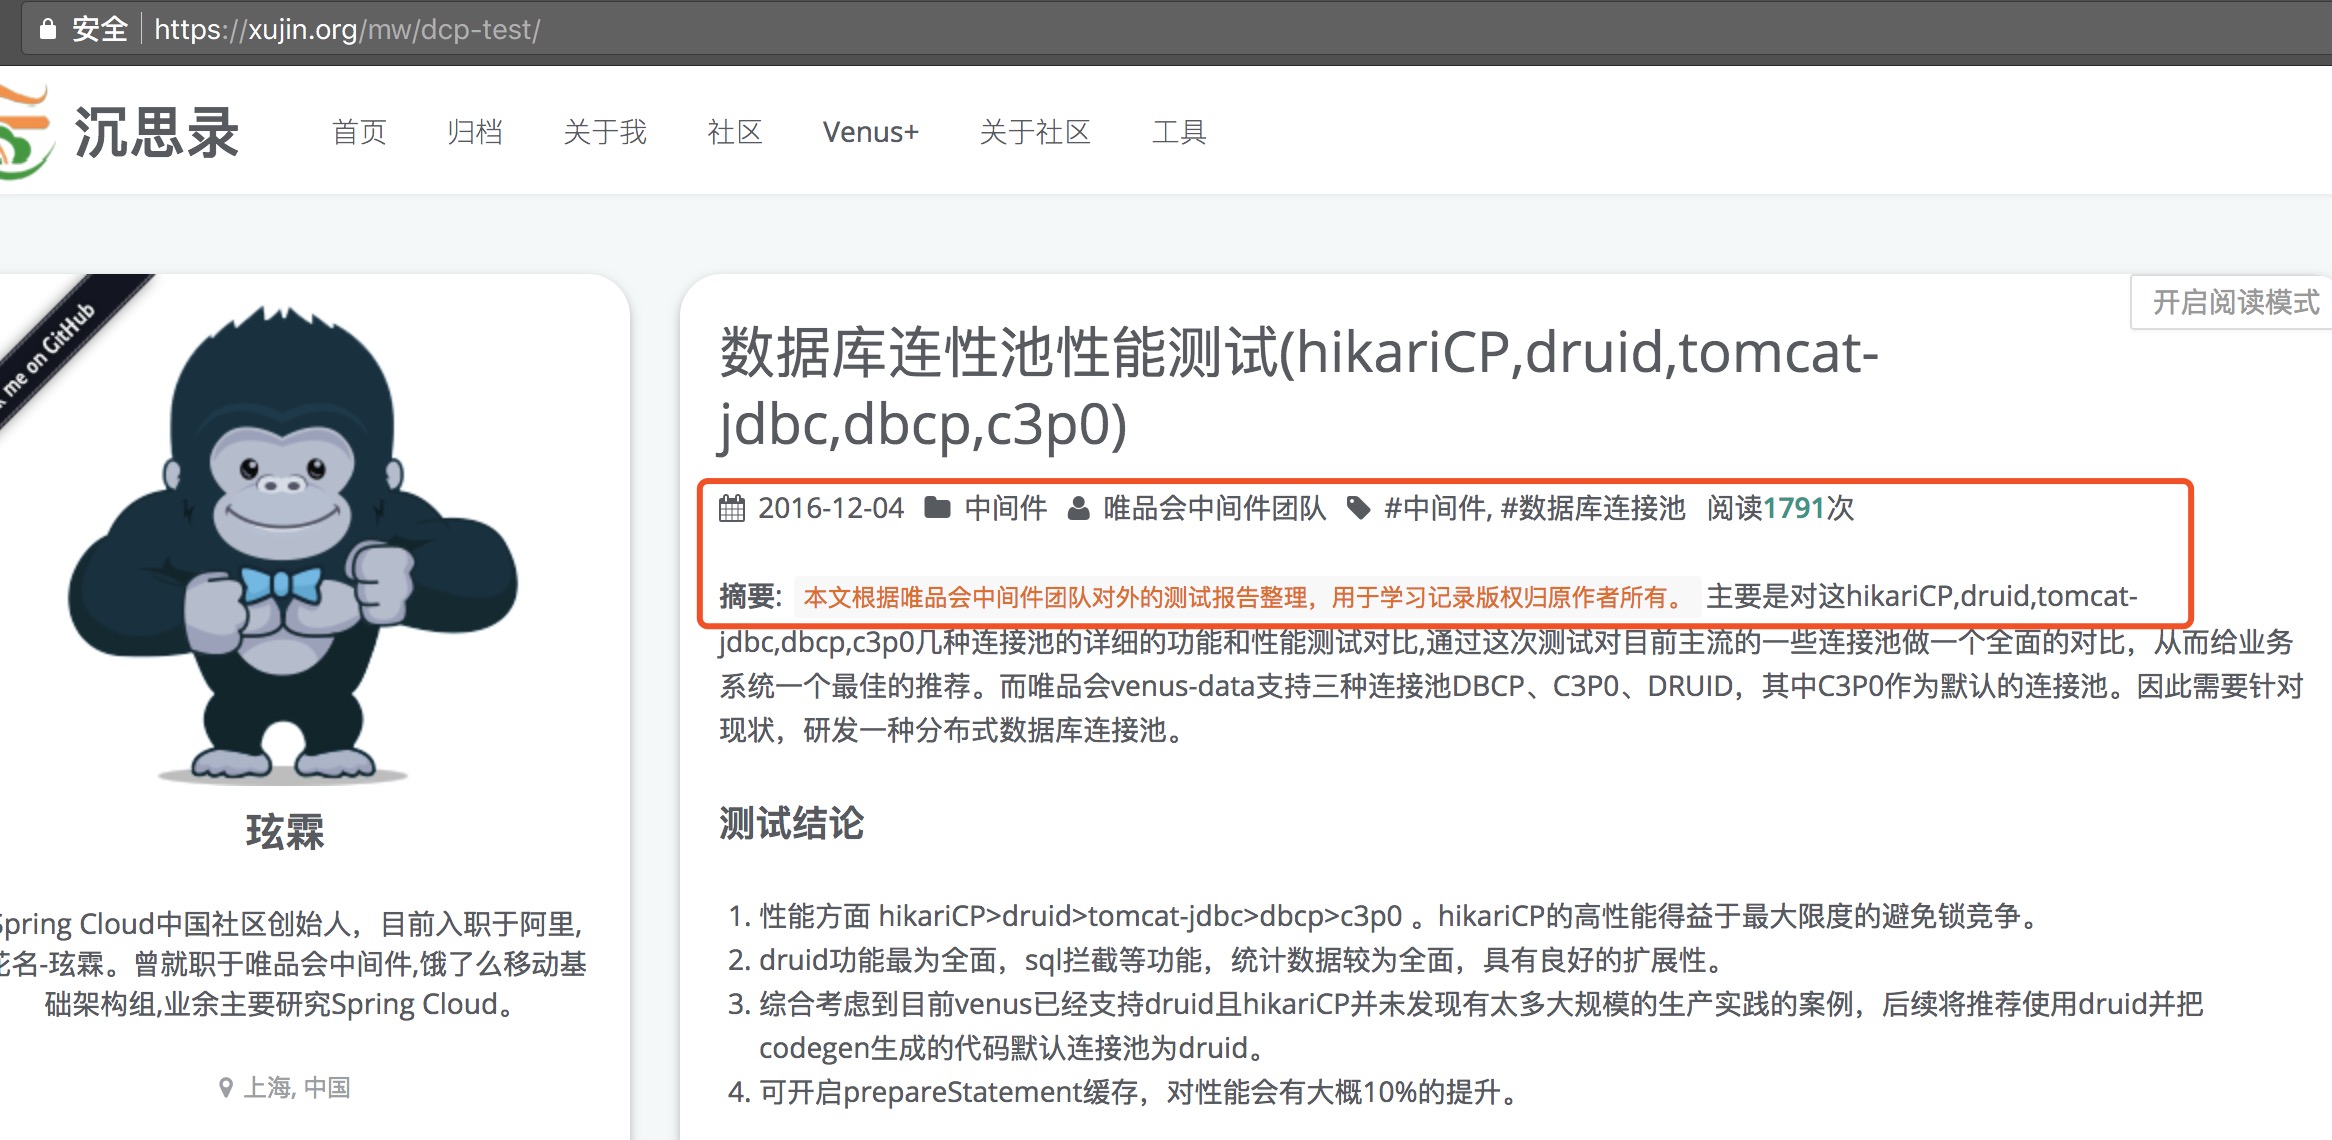 安全 https://xujin.org/mw/dcp-test/
沉思录 首页 归档 关于我 社区 Venus+ 关于社区 工具
me on GitHub
玹霖
Spring Cloud中国社区创始人，目前入职于阿里,
花名-玹霖。曾就职于唯品会中间件,饿了么移动基
础架构组,业余主要研究Spring Cloud。
上海, 中国
开启阅读模式
数据库连性池性能测试(hikariCP,druid,tomcat-
jdbc,dbcp,c3p0)
2016-12-04 中间件 唯品会中间件团队 #中间件, #数据库连接池 阅读1791次
摘要: 本文根据唯品会中间件团队对外的测试报告整理，用于学习记录版权归原作者所有。 主要是对这hikariCP,druid,tomcat-
jdbc,dbcp,c3p0几种连接池的详细的功能和性能测试对比,通过这次测试对目前主流的一些连接池做一个全面的对比，从而给业务
系统一个最佳的推荐。而唯品会venus-data支持三种连接池DBCP、C3P0、DRUID，其中C3P0作为默认的连接池。因此需要针对
现状，研发一种分布式数据库连接池。
测试结论
1. 性能方面 hikariCP>druid>tomcat-jdbc>dbcp>c3p0 。hikariCP的高性能得益于最大限度的避免锁竞争。
2. druid功能最为全面，sql拦截等功能，统计数据较为全面，具有良好的扩展性。
3. 综合考虑到目前venus已经支持druid且hikariCP并未发现有太多大规模的生产实践的案例，后续将推荐使用druid并把
codegen生成的代码默认连接池为druid。
4. 可开启prepareStatement缓存，对性能会有大概10%的提升。